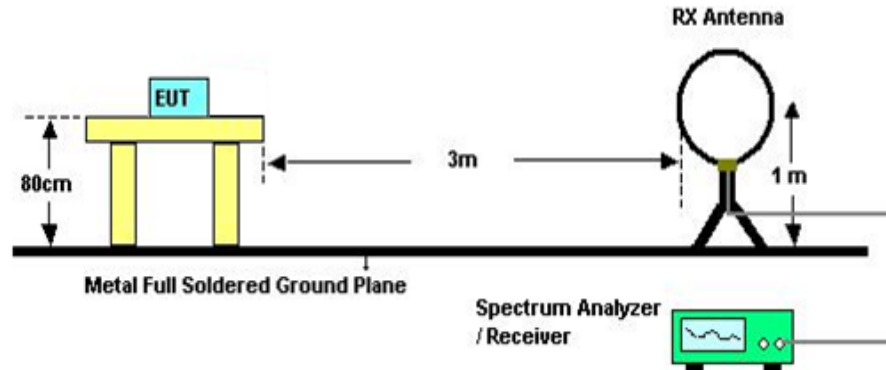 RX Antenna
EUT
3m
80cm
1 m
Metal Full Soldered Ground Plane
Spectrum Analyzer
/ Receiver